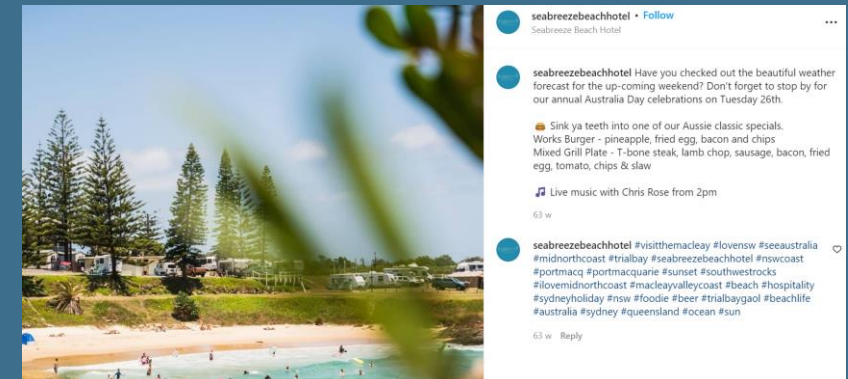 seabreezebeachhotel • Follow
Seabreeze Beach Hotel
seabreezebeachhotel Have you checked out the beautiful weather
forecast for the up-coming weekend? Don't forget to stop by for
our annual Australia Day celebrations on Tuesday 26th.
🍔 Sink ya teeth into one of our Aussie classic specials.
Works Burger - pineapple, fried egg, bacon and chips
Mixed Grill Plate - T-bone steak, lamb chop, sausage, bacon, fried
egg, tomato, chips & slaw
🎵 Live music with Chris Rose from 2pm
63 w
seabreezebeachhotel #visitthemacleay #lovensw #seeaustralia
#midnorthcoast #trialbay #seabreezebeachhotel #nswcoast
#portmacq #portmacquarie #sunset #southwestrocks
#ilovemidnorthcoast #macleayvalleycoast #beach #hospitality
#sydneyholiday #nsw #foodie #beer #trialbaygaol #beachlife
#australia #sydney #queensland #ocean #sun
63 w Reply